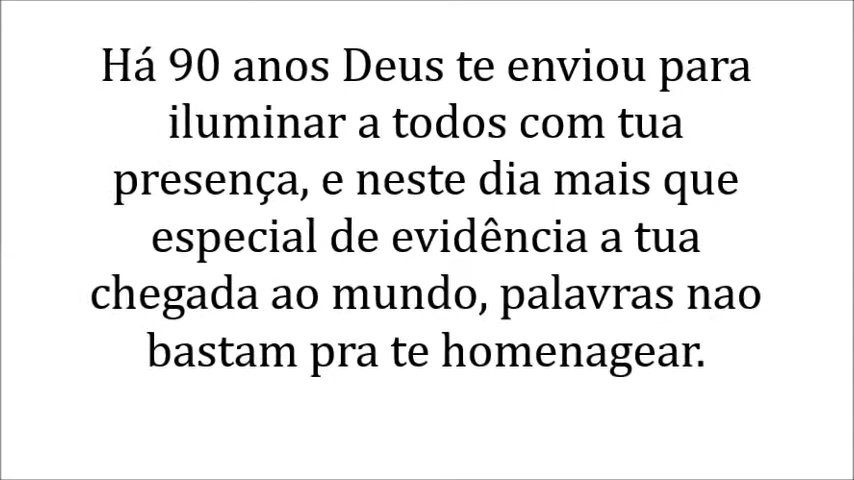 Há 90 anos Deus te enviou para
iluminar a todos com tua
presença, e neste dia mais que
especial de evidência a tua
chegada ao mundo, palavras nao
bastam pra te homenagear.